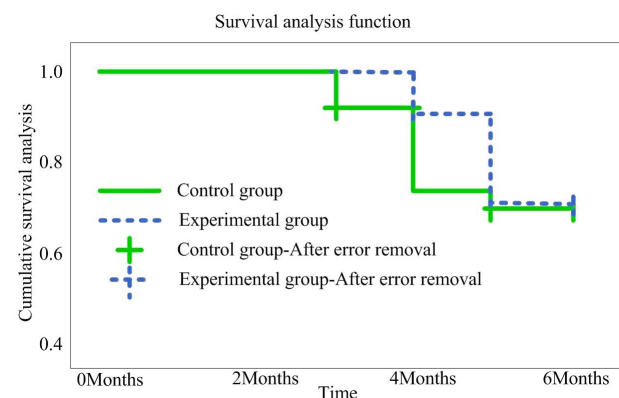 Survival analysis function
Cumulative survival analysis
1.0
0.8
0.6
0.4
Control group
Experimental group
Control group-After error removal
Experimental group-After error removal
0Months
2Months
4Months
6Months
Time